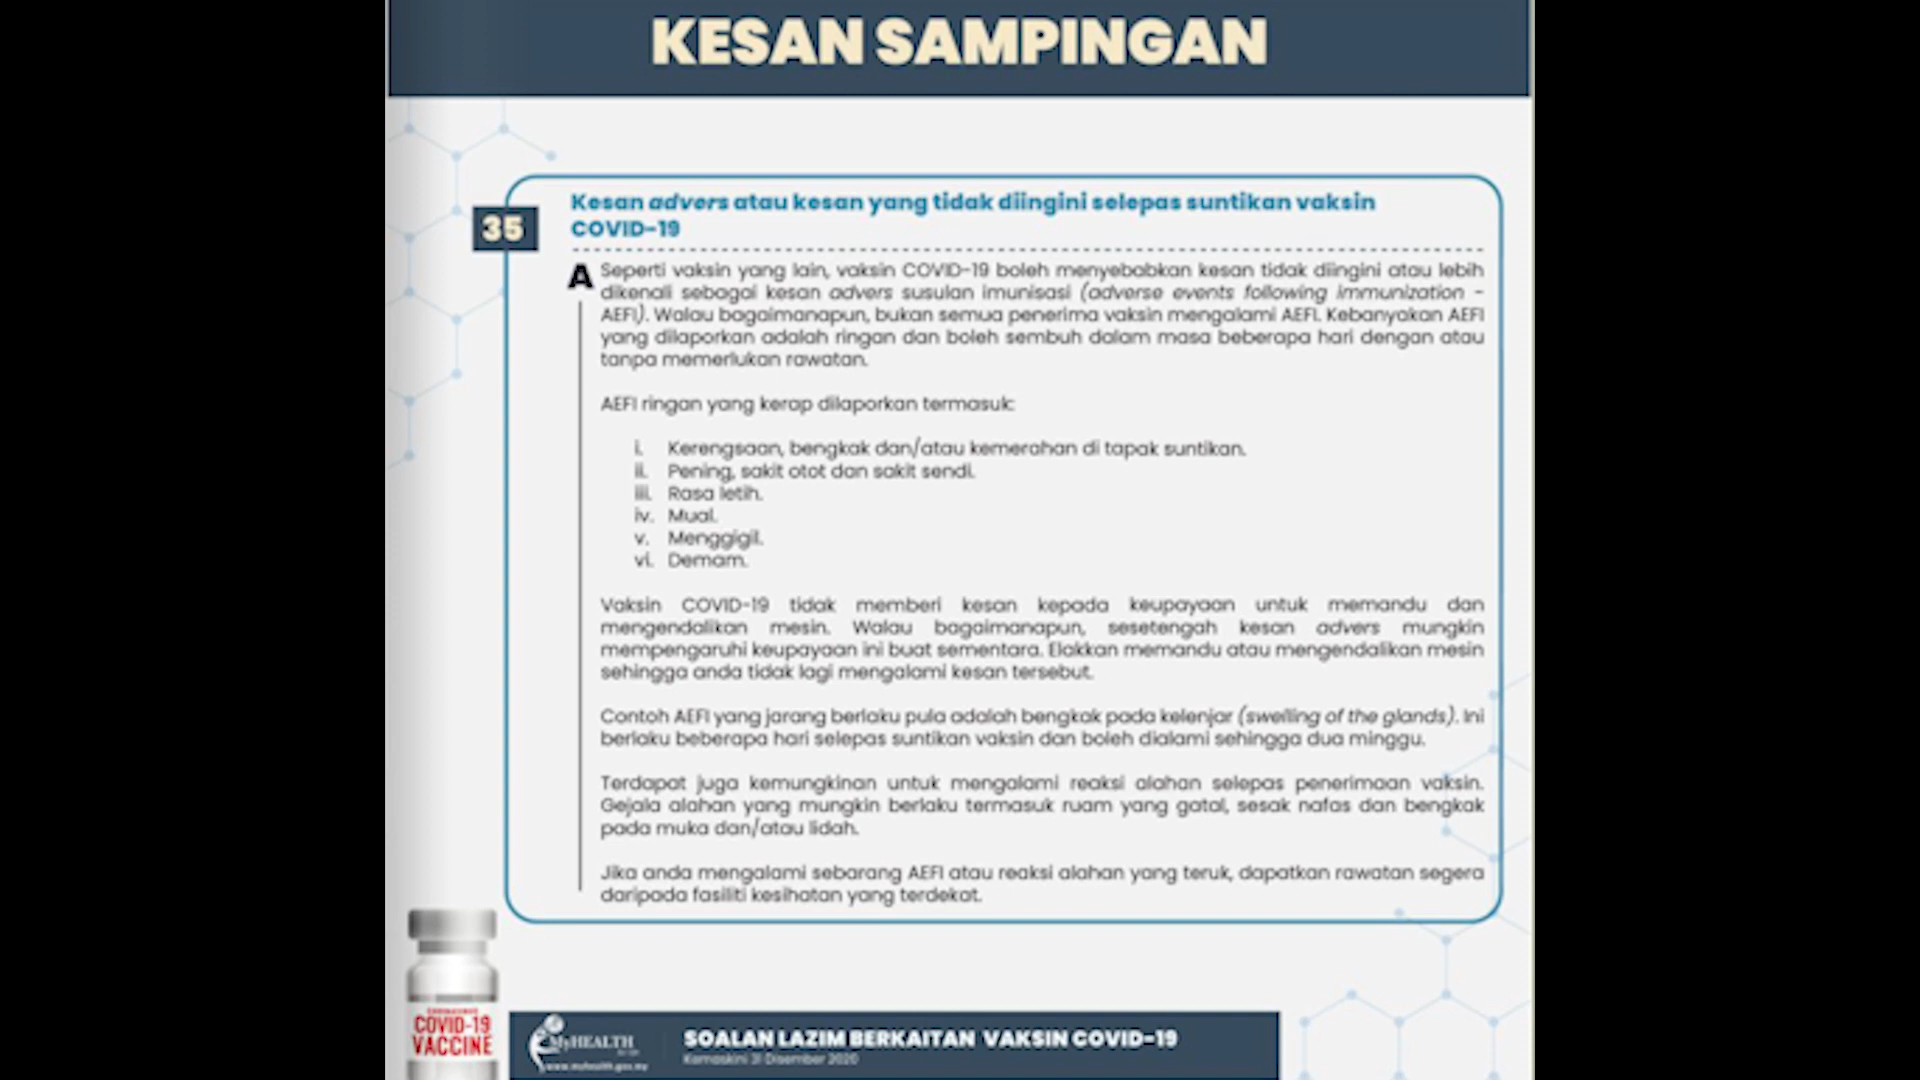 KESAN SAMPINGAN
35
Kesan advers atau kesan yang tidak diingini selepas suntikan vaksin
COVID-19
A
Seperti vaksin yang lain, vaksin COVID-19 boleh menyebabkan kesan tidak diingini atau lebih
dikenali sebagai kesan advers susulan imunisasi (adverse events following immunization -
AEFI). Walau bagaimanapun, bukan semua penerima vaksin mengalami AEFI. Kebanyakan AEFI
yang dilaporkan adalah ringan dan boleh sembuh dalam masa beberapa hari dengan atau
tanpa memerlukan rawatan.
AEFI ringan yang kerap dilaporkan termasuk:
i. Kerengsaan, bengkak dan/atau kemerahan di tapak suntikan.
ii. Pening, sakit otot dan sakit sendi.
iii. Rasa letih.
iv. Mual.
v. Menggigil.
vi. Demam.
Vaksin COVID-19 tidak memberi kesan kepada keupayaan untuk memandu dan
mengendalikan mesin. Walau bagaimanapun, sesetengah kesan advers mungkin
mempengaruhi keupayaan ini buat sementara. Elakkan memandu atau mengendalikan mesin
sehingga anda tidak lagi mengalami kesan tersebut.
Contoh AEFI yang jarang berlaku pula adalah bengkak pada kelenjar (swelling of the glands). Ini
berlaku beberapa hari selepas suntikan vaksin dan boleh dialami sehingga dua minggu.
Terdapat juga kemungkinan untuk mengalami reaksi alahan selepas penerimaan vaksin.
Gejala alahan yang mungkin berlaku termasuk ruam yang gatal, sesak nafas dan bengkak
pada muka dan/atau lidah.
Jika anda mengalami sebarang AEFI atau reaksi alahan yang teruk, dapatkan rawatan segera
daripada fasiliti kesihatan yang terdekat.
CORONAVIRUS
COVID-19
VACCINE
MyHEALTH
www.myhealth.gov.my
SOALAN LAZIM BERKAITAN VAKSIN COVID-19
Kemaskini 31 Disember 2020